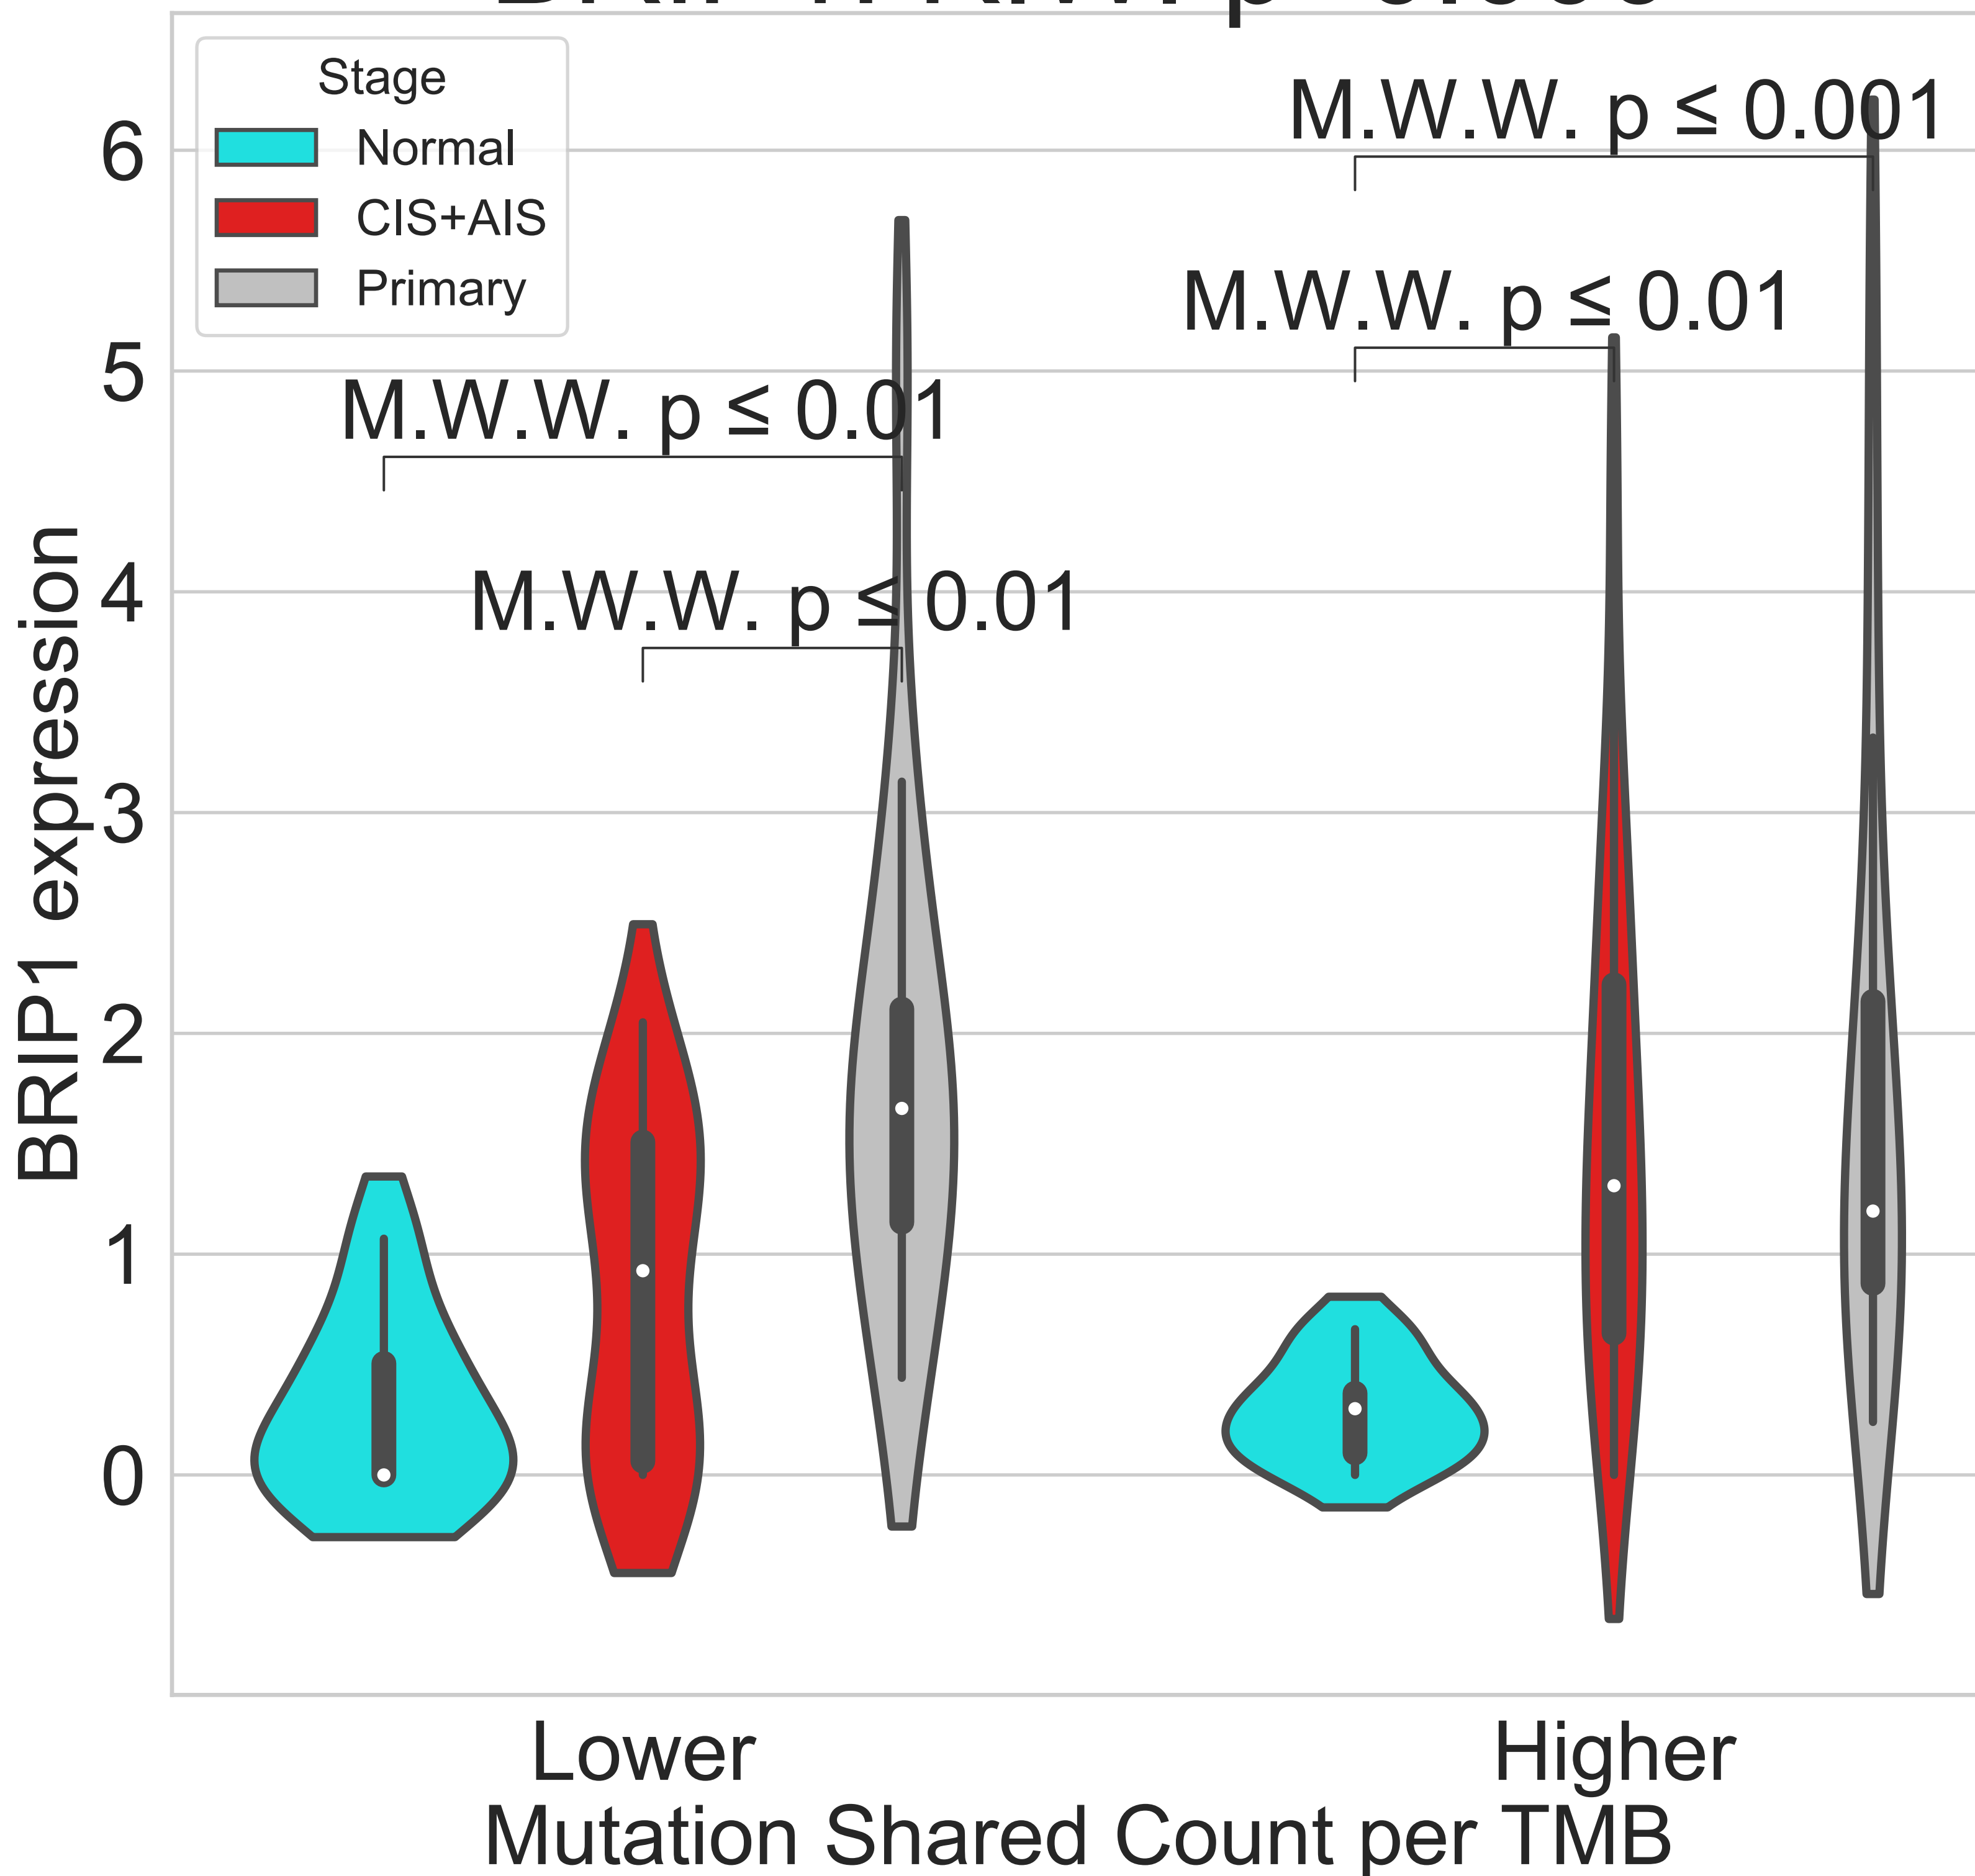 Stage
Normal
CIS+AIS
Primary
M.W.W. p ≤ 0.001
M.W.W. p ≤ 0.01
M.W.W. p ≤ 0.01
M.W.W. p ≤ 0.01
6
5
4
3
2
1
0
BRIP1 expression
Lower
Higher
Mutation Shared Count per TMB